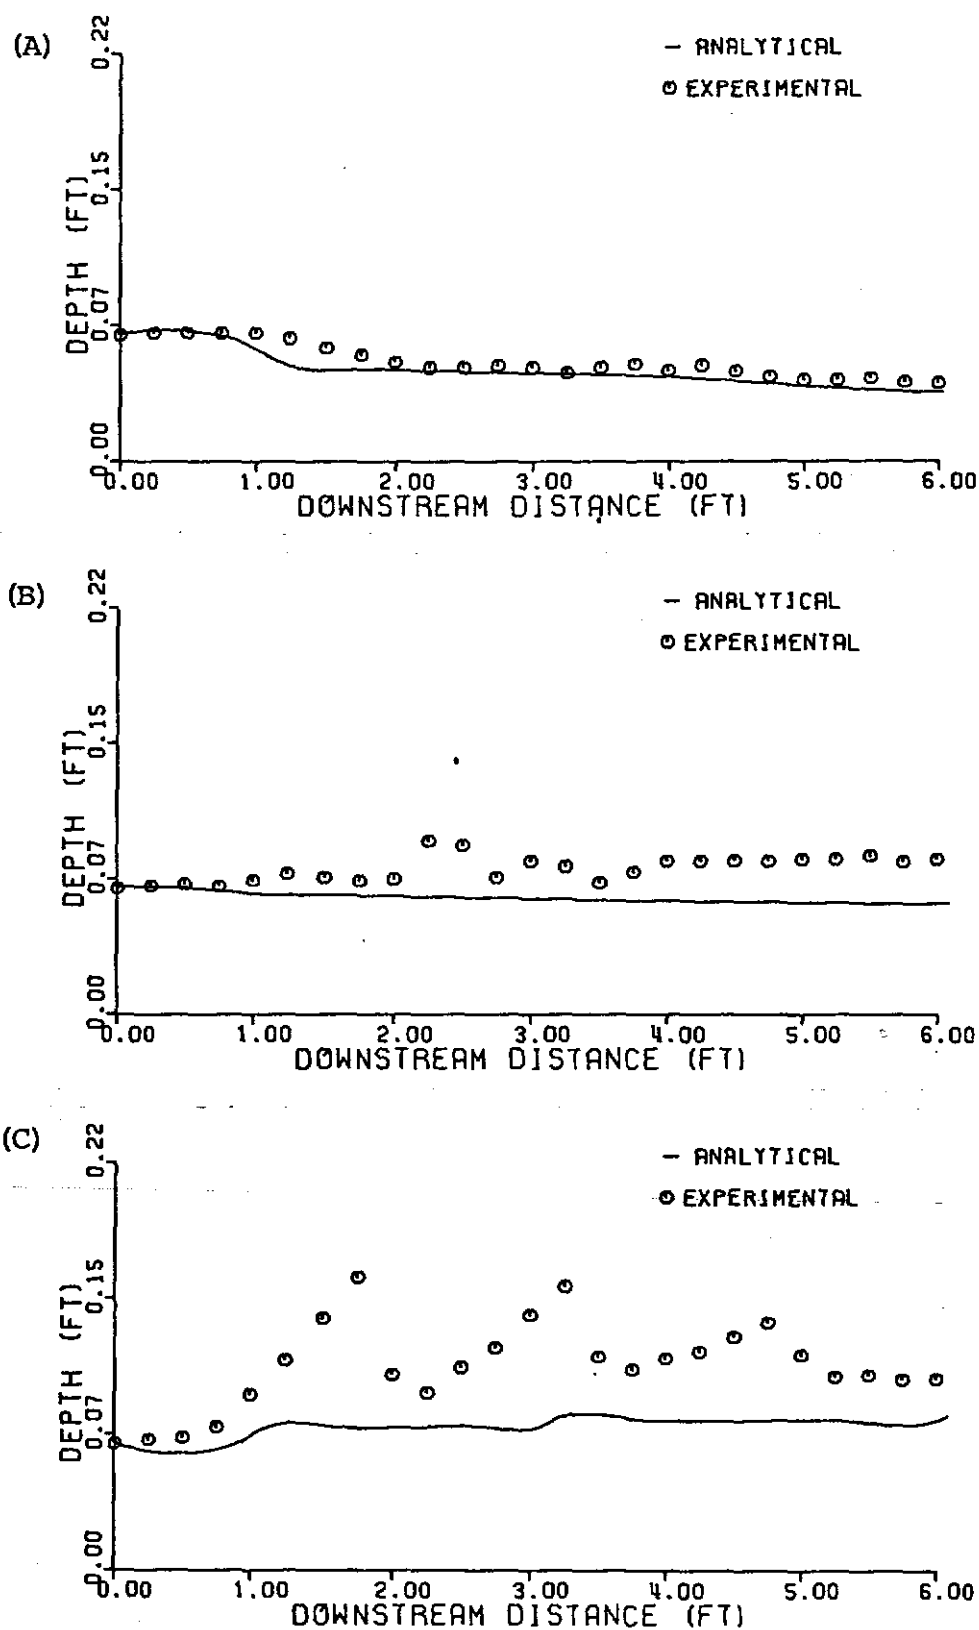 (A)
— ANALYTICAL
⊙ EXPERIMENTAL
DEPTH (FT)
0.22
0.15
0.07
0.00
0.00 1.00 2.00 3.00 4.00 5.00 6.00
DOWNSTREAM DISTANCE (FT)
(B)
— ANALYTICAL
⊙ EXPERIMENTAL
DEPTH (FT)
0.22
0.15
0.07
0.00
0.00 1.00 2.00 3.00 4.00 5.00 6.00
DOWNSTREAM DISTANCE (FT)
(C)
— ANALYTICAL
⊙ EXPERIMENTAL
DEPTH (FT)
0.22
0.15
0.07
0.00
0.00 1.00 2.00 3.00 4.00 5.00 6.00
DOWNSTREAM DISTANCE (FT)